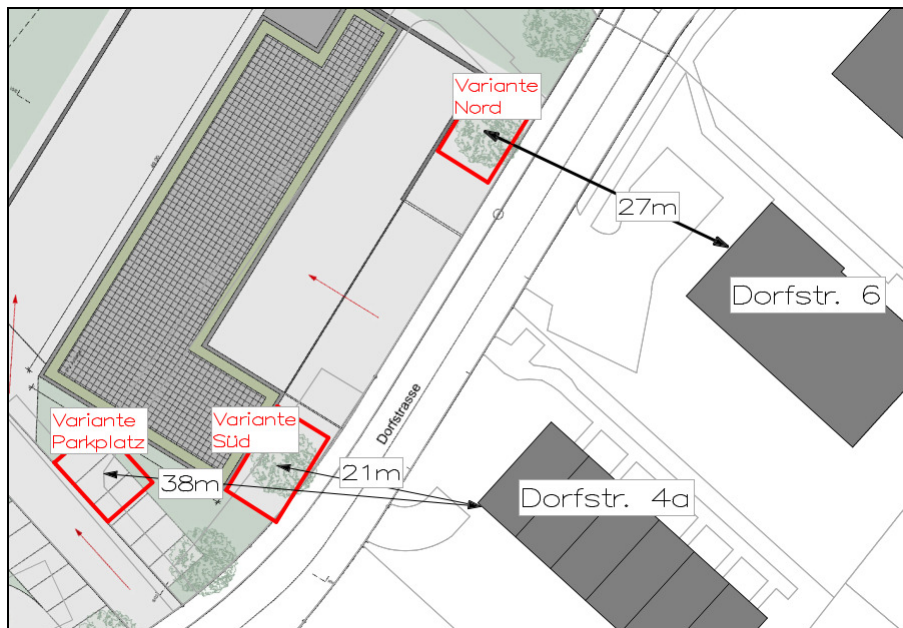 Variante
Nord
27m
Dorfstr. 6
Dorfstrasse
Variante
Parkplatz
Variante
Süd
38m
21m
Dorfstr. 4a